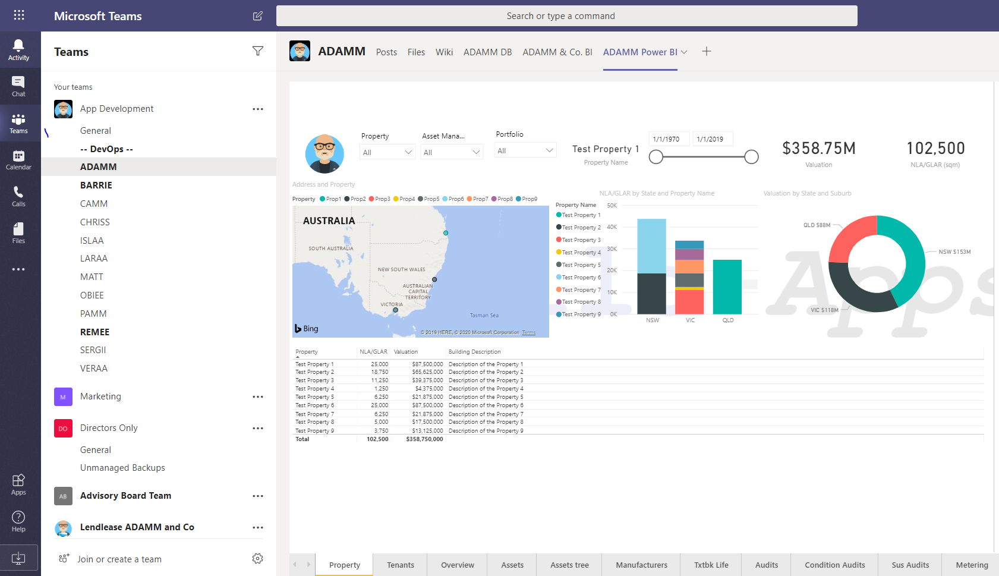 Microsoft Teams
Search or type a command
Activity
Chat
Teams
Calendar
Calls
Files
Apps
Help
Teams
Your teams
App Development
General
-- DevOps --
ADAMM
BARRIE
CAMM
CHRISS
ISLAA
LARAA
MATT
OBIEE
PAMM
REMEE
SERGII
VERAA
M Marketing
DO Directors Only
General
Unmanaged Backups
AB Advisory Board Team
Lendlease ADAMM and Co
Join or create a team
ADAMM Posts Files Wiki ADAMM DB ADAMM & Co. BI ADAMM Power BI
Property
All
Asset Mana...
All
Portfolio
All
Test Property 1
Property Name
1/1/1970 1/1/2019
$358.75M
Valuation
102,500
NLA/GLAR (sqm)
Address and Property
Property Prop1 Prop2 Prop3 Prop4 Prop5 Prop6 Prop7 Prop8 Prop9
AUSTRALIA
SOUTH AUSTRALIA
NEW SOUTH WALES
AUSTRALIAN
CAPITAL
TERRITORY
VICTORIA
Tasman Sea
Bing
© 2019 HERE, © 2020 Microsoft Corporation Terms
NLA/GLAR by State and Property Name
Property Name
Test Property 1
Test Property 2
Test Property 3
Test Property 4
Test Property 5
Test Property 6
Test Property 7
Test Property 8
Test Property 9
50K
40K
30K
20K
10K
0K
NSW VIC QLD
Valuation by State and Suburb
QLD $88M
NSW $153M
VIC $118M
-Apps
Property NLA/GLAR Valuation Building Description
Test Property 1 25,000 $87,500,000 Description of the Property 1
Test Property 2 18,750 $65,625,000 Description of the Property 2
Test Property 3 11,250 $39,375,000 Description of the Property 3
Test Property 4 1,250 $4,375,000 Description of the Property 4
Test Property 5 6,250 $21,875,000 Description of the Property 5
Test Property 6 25,000 $87,500,000 Description of the Property 6
Test Property 7 6,250 $21,875,000 Description of the Property 7
Test Property 8 5,000 $17,500,000 Description of the Property 8
Test Property 9 3,750 $13,125,000 Description of the Property 9
Total 102,500 $358,750,000
Property Tenants Overview Assets Assets tree Manufacturers Txtbk Life Audits Condition Audits Sus Audits Metering